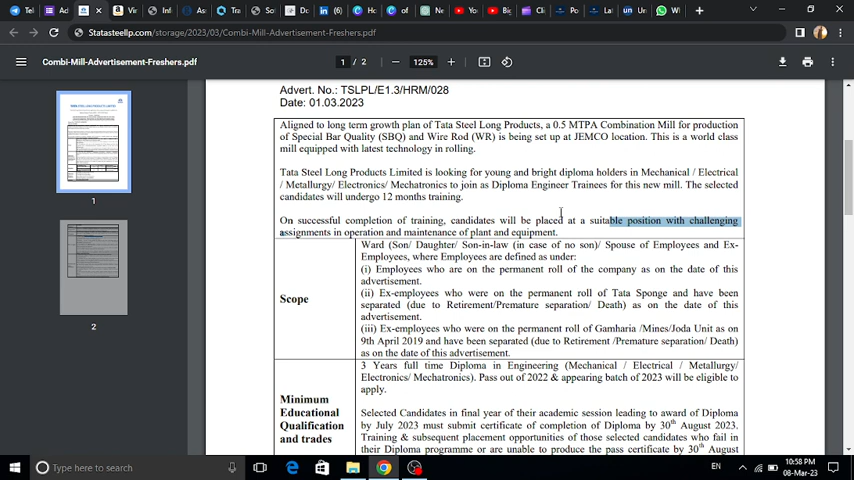 Statasteellp.com/storage/2023/03/Combi-Mill-Advertisement-Freshers.pdf
Combi-Mill-Advertisement-Freshers.pdf
1 / 2
125%
Advert. No.: TSLPL/E1.3/HRM/028
Date: 01.03.2023
Aligned to long term growth plan of Tata Steel Long Products, a 0.5 MTPA Combination Mill for production
of Special Bar Quality (SBQ) and Wire Rod (WR) is being set up at JEMCO location. This is a world class
mill equipped with latest technology in rolling.
Tata Steel Long Products Limited is looking for young and bright diploma holders in Mechanical / Electrical
/ Metallurgy/ Electronics/ Mechatronics to join as Diploma Engineer Trainees for this new mill. The selected
candidates will undergo 12 months training.
On successful completion of training, candidates will be placed at a suitable position with challenging
assignments in operation and maintenance of plant and equipment.
Scope
Ward (Son/ Daughter/ Son-in-law (in case of no son)/ Spouse of Employees and Ex-
Employees, where Employees are defined as under:
(i) Employees who are on the permanent roll of the company as on the date of this
advertisement.
(ii) Ex-employees who were on the permanent roll of Tata Sponge and have been
separated (due to Retirement/Premature separation/ Death) as on the date of this
advertisement.
(iii) Ex-employees who were on the permanent roll of Gamharia /Mines/Joda Unit as on
9th April 2019 and have been separated (due to Retirement /Premature separation/ Death)
as on the date of this advertisement.
Minimum
Educational
Qualification
and trades
3 Years full time Diploma in Engineering (Mechanical / Electrical / Metallurgy/
Electronics/ Mechatronics). Pass out of 2022 & appearing batch of 2023 will be eligible to
apply.
Selected Candidates in final year of their academic session leading to award of Diploma
by July 2023 must submit certificate of completion of Diploma by 30th August 2023.
Training & subsequent placement opportunities of those selected candidates who fail in
their Diploma programme or are unable to produce the pass certificate by 30th August
1
2
Type here to search
EN
10:58 PM
08-Mar-23